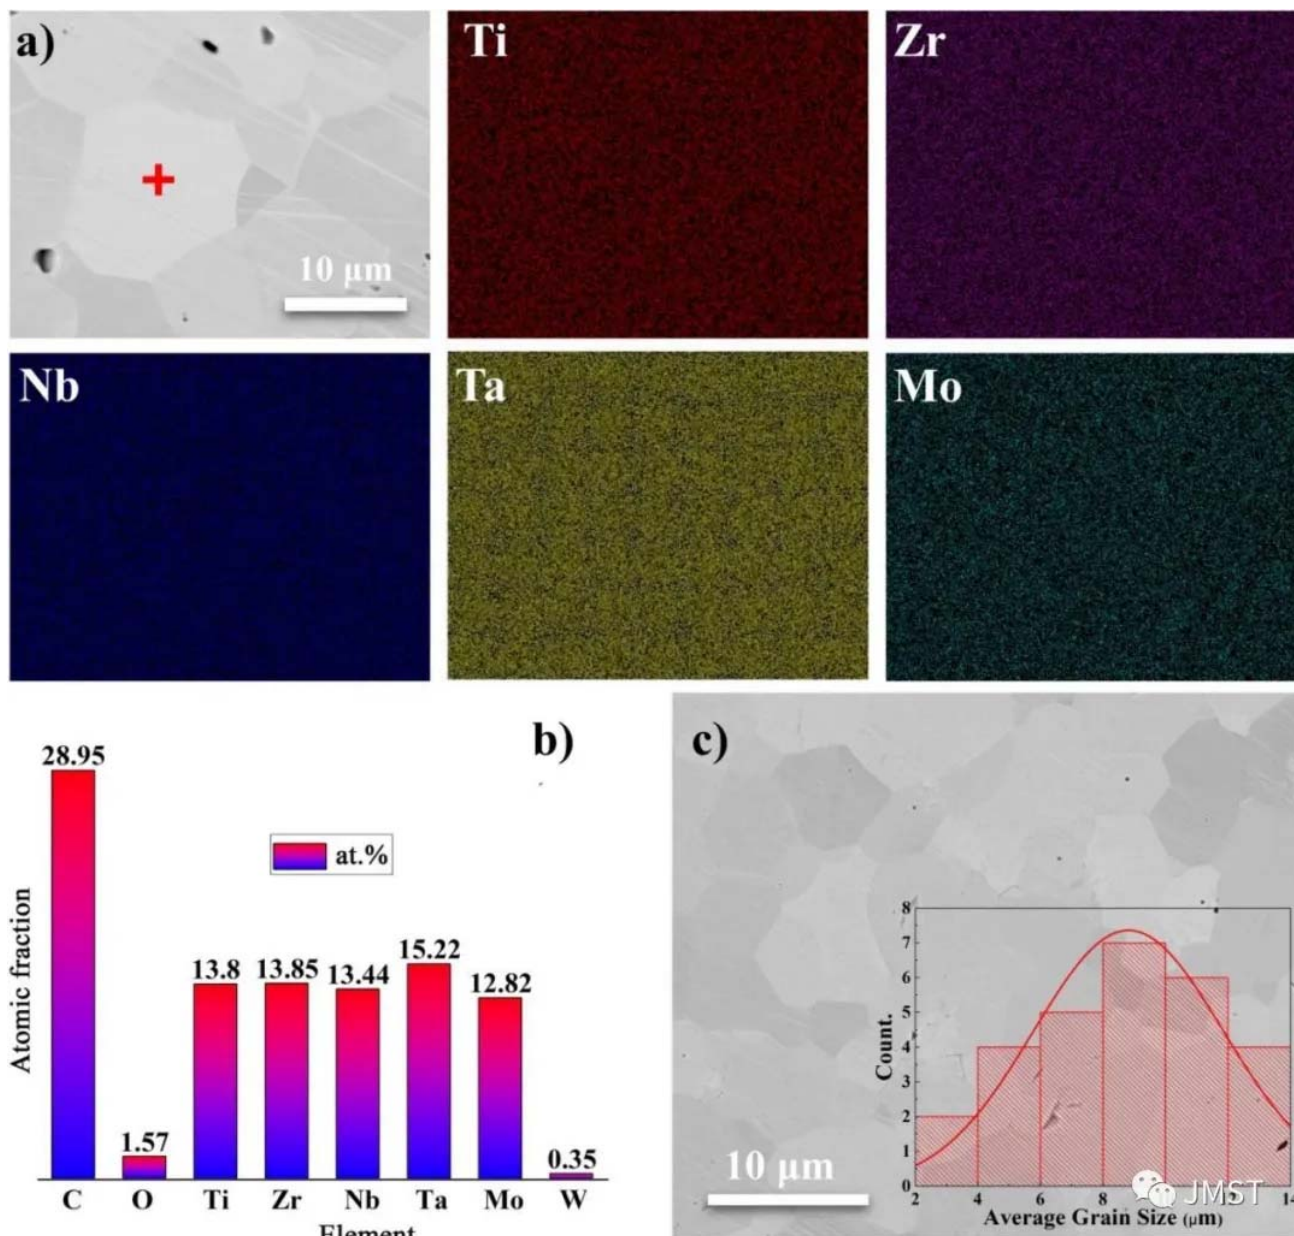 a)
Ti
Zr
10 μm
Nb
Ta
Mo
b)
28.95
at.%
Atomic fraction
1.57
13.8
13.85
13.44
15.22
12.82
0.35
C
O
Ti
Zr
Nb
Ta
Mo
W
Element
c)
8
7
6
5
4
3
2
1
0
Count.
2
4
6
8
14
Average Grain Size (μm)
10 μm
JMST